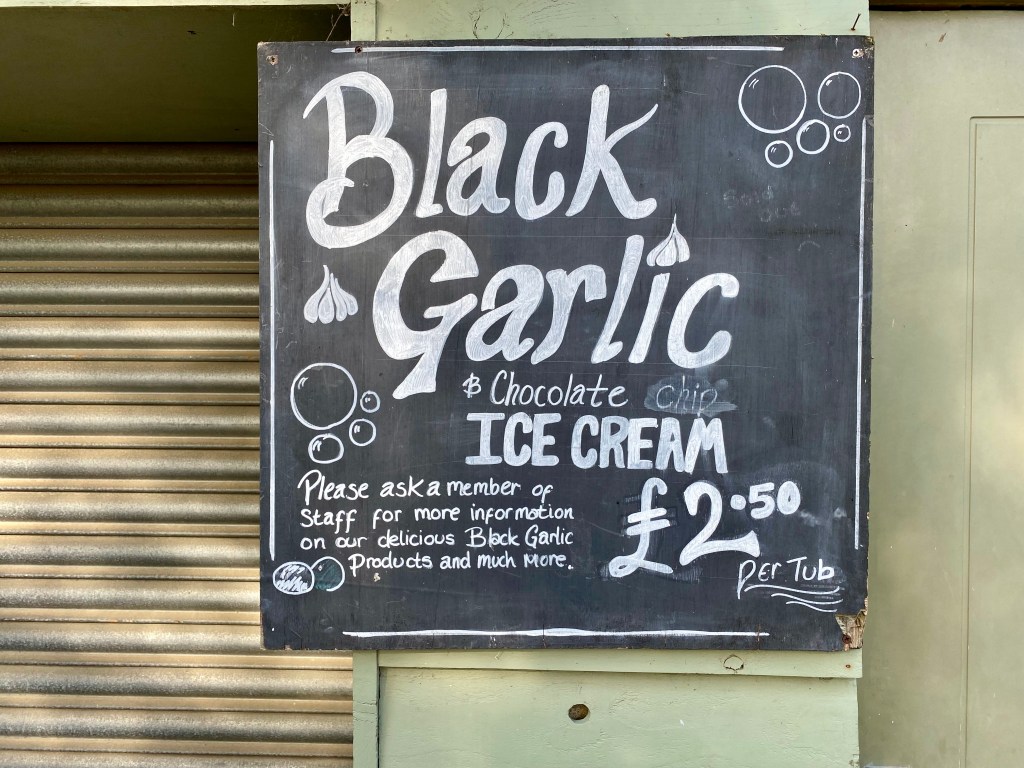 Black
Garlic
& Chocolate Chip
ICE CREAM
Please ask a member of
Staff for more information
on our delicious Black Garlic
Products and much More.
£2.50
Per Tub